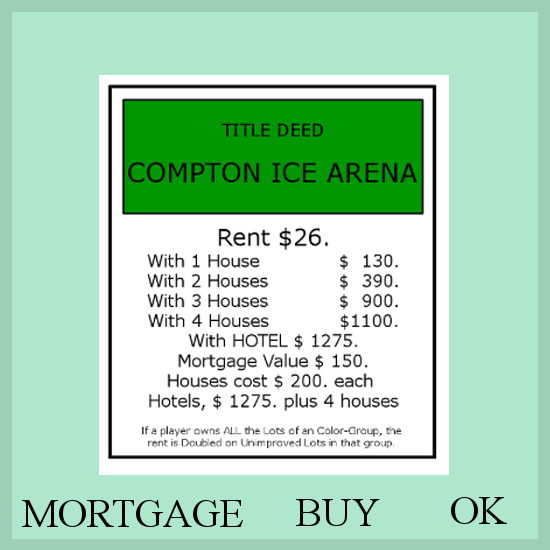 TITLE DEED
COMPTON ICE ARENA
Rent $26.
With 1 House $ 130.
With 2 Houses $ 390.
With 3 Houses $ 900.
With 4 Houses $1100.
With HOTEL $ 1275.
Mortgage Value $ 150.
Houses cost $ 200. each
Hotels, $ 1275. plus 4 houses
If a player owns ALL the Lots of an Color-Group, the
rent is Doubled on Unimproved Lots in that group.
MORTGAGE BUY OK